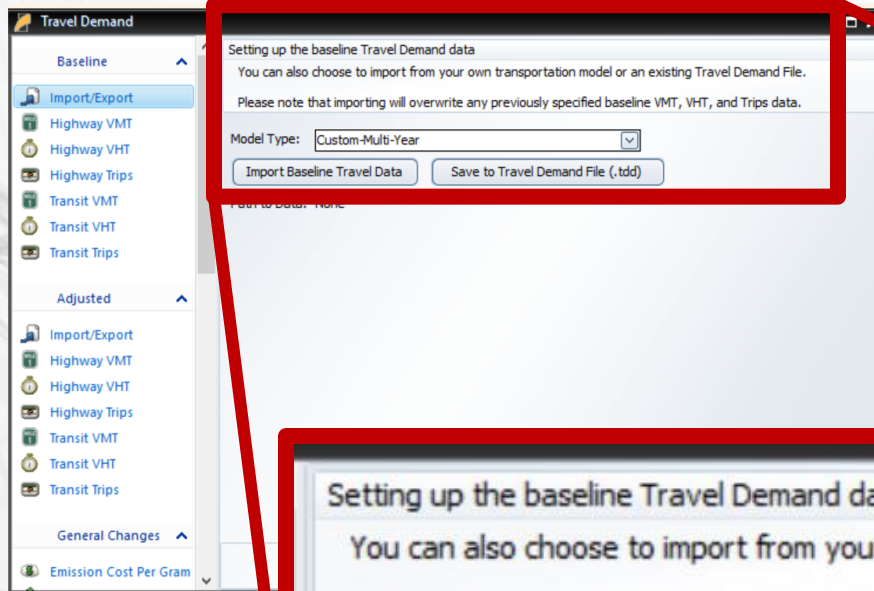 Travel Demand
Baseline
Import/Export
Highway VMT
Highway VHT
Highway Trips
Transit VMT
Transit VHT
Transit Trips
Adjusted
Import/Export
Highway VMT
Highway VHT
Highway Trips
Transit VMT
Transit VHT
Transit Trips
General Changes
Emission Cost Per Gram
Setting up the baseline Travel Demand data
You can also choose to import from your own transportation model or an existing Travel Demand File.
Please note that importing will overwrite any previously specified baseline VMT, VHT, and Trips data.
Model Type: Custom-Multi-Year
Import Baseline Travel Data Save to Travel Demand File (.tdd)
Path to Data: None
Setting up the baseline Travel Demand da
You can also choose to import from you